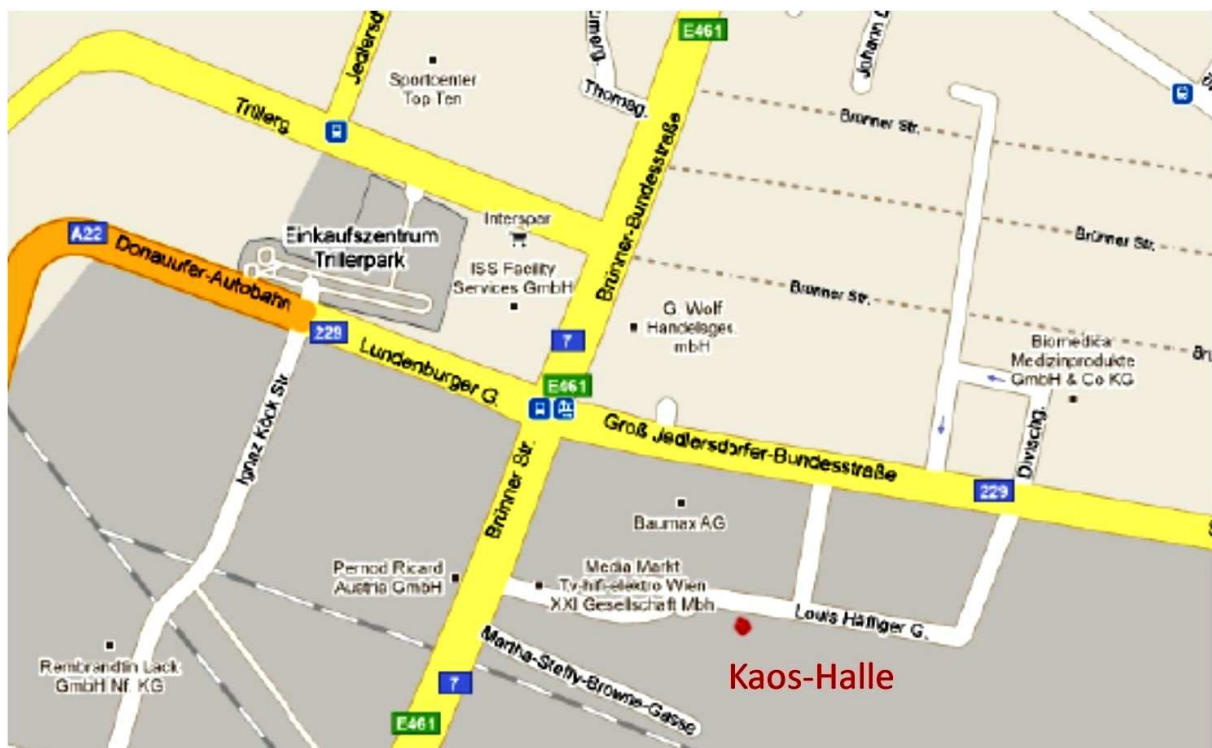 E461
Jedlersd
Johann
Sportcenter
Top Ten
Thomag.
Trillerg.
Brünner Str.
Brünner-Bundesstraße
Interspar
A22
Einkaufszentrum
Trillerpark
Donauufer-Autobahn
Brünner Str.
ISS Facility
Services GmbH
Brünner Str.
G. Wolf
Handelsges.
mbH
229
7
Lundenburger G.
Biomedica
Medizinprodukte
GmbH & Co KG
Brü
E461
Groß Jedlersdorfer-Bundesstraße
Divischg.
Ignaz Köck Str.
229
Brünner Str.
Baumax AG
Pernod Ricard
Austria GmbH
Media Markt
Tv-hifi-elektro Wien
XXI Gesellschaft Mbh
Louis Häfliger G.
Martha-Steffy-Browne-Gasse
Rembrandtin Lack
GmbH Nf. KG
7
Kaos-Halle
E461